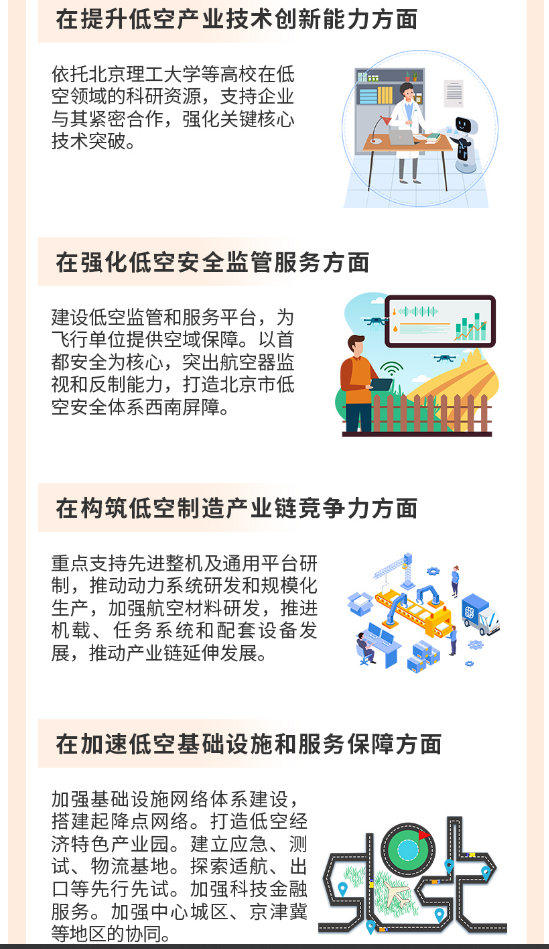 在提升低空产业技术创新能力方面
依托北京理工大学等高校在低
空领域的科研资源，支持企业
与其紧密合作，强化关键核心
技术突破。
在强化低空安全监管服务方面
建设低空监管和服务平台，为
飞行单位提供空域保障。以首
都安全为核心，突出航空器监
视和反制能力，打造北京市低
空安全体系西南屏障。
在构筑低空制造产业链竞争力方面
重点支持先进整机及通用平台研
制，推动动力系统研发和规模化
生产，加强航空材料研发，推进
机载、任务系统和配套设备发
展，推动产业链延伸发展。
在加速低空基础设施和服务保障方面
加强基础设施网络体系建设，
搭建起降点网络。打造低空经
济特色产业园。建立应急、测
试、物流基地。探索适航、出
口等先行先试。加强科技金融
服务。加强中心城区、京津冀
等地区的协同。